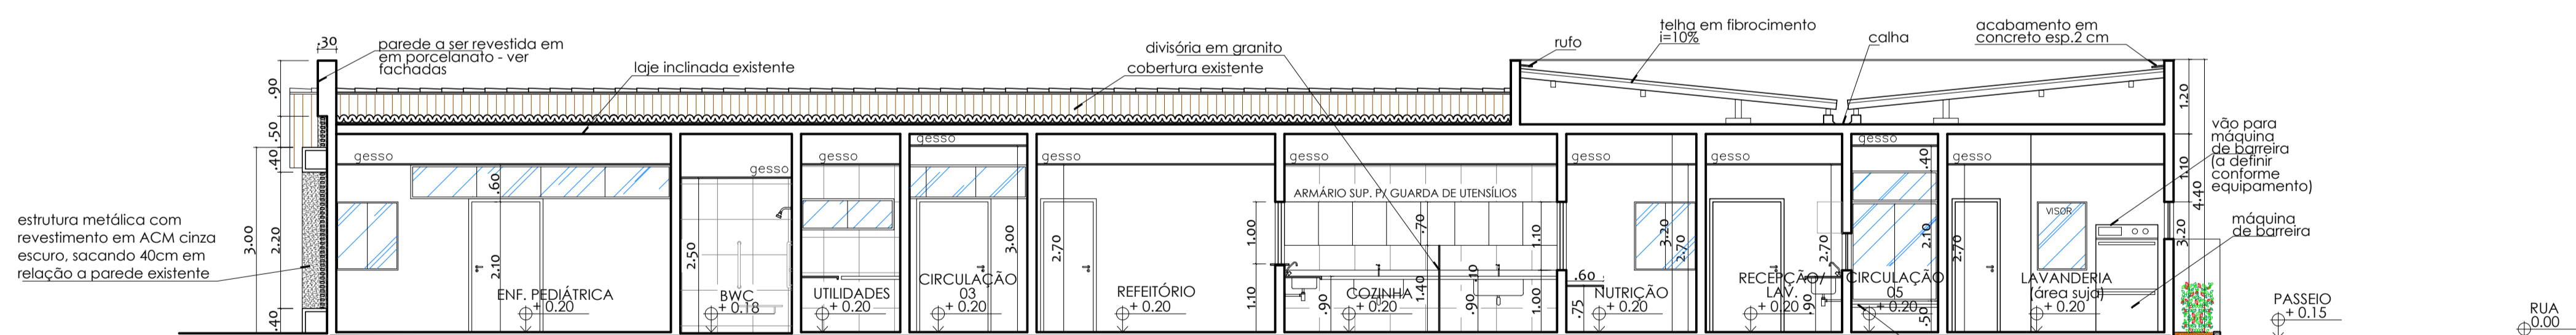 .30
parede a ser revestida em
em porcelanato - ver
fachadas
laje inclinada existente
divisória em granito
cobertura existente
rufo
telha em fibrocimento
i=10%
calha
acabamento em
concreto esp.2 cm
.90
.50
.40
3.00
2.20
.40
estrutura metálica com
revestimento em ACM cinza
escuro, sacando 40cm em
relação a parede existente
gesso
.60
2.10
ENF. PEDIÁTRICA
+ 0.20
gesso
2.50
BWC
+ 0.18
gesso
UTILIDADES
+ 0.20
gesso
3.00
CIRCULAÇÃO
03
+ 0.20
gesso
2.70
REFEITÓRIO
+ 0.20
1.00
1.10
gesso
ARMÁRIO SUP. P/ GUARDA DE UTENSÍLIOS
.70
1.40
.90
COZINHA
+ 0.20
.10
.90
1.10
1.00
gesso
.60
.75
3.20
2.70
NUTRIÇÃO
+ 0.20
gesso
2.70
RECEPÇÃO/
LAV.
+ 0.20
.90
gesso
.40
2.10
CIRCULAÇÃO
05
+ 0.20
.50
gesso
2.70
VISOR
LAVANDERIA
(área suja)
+ 0.20
1.20
1.10
4.40
3.20
vão para
máquina
de barreira
(a definir
conforme
equipamento)
máquina
de barreira
PASSEIO
+ 0.15
RUA
0.00